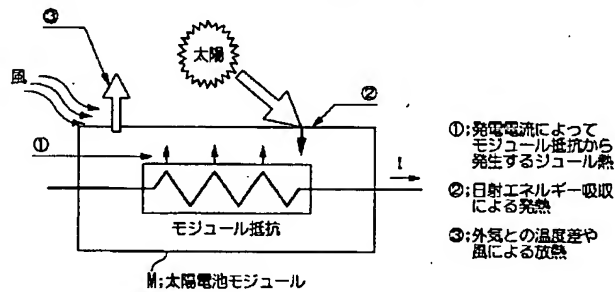 ③
風
太陽
②
①
I
モジュール抵抗
M;太陽電池モジュール
①;発電電流によって
モジュール抵抗から
発生するジュール熱
②;日射エネルギー吸収
による発熱
③;外気との温度差や
風による放熱